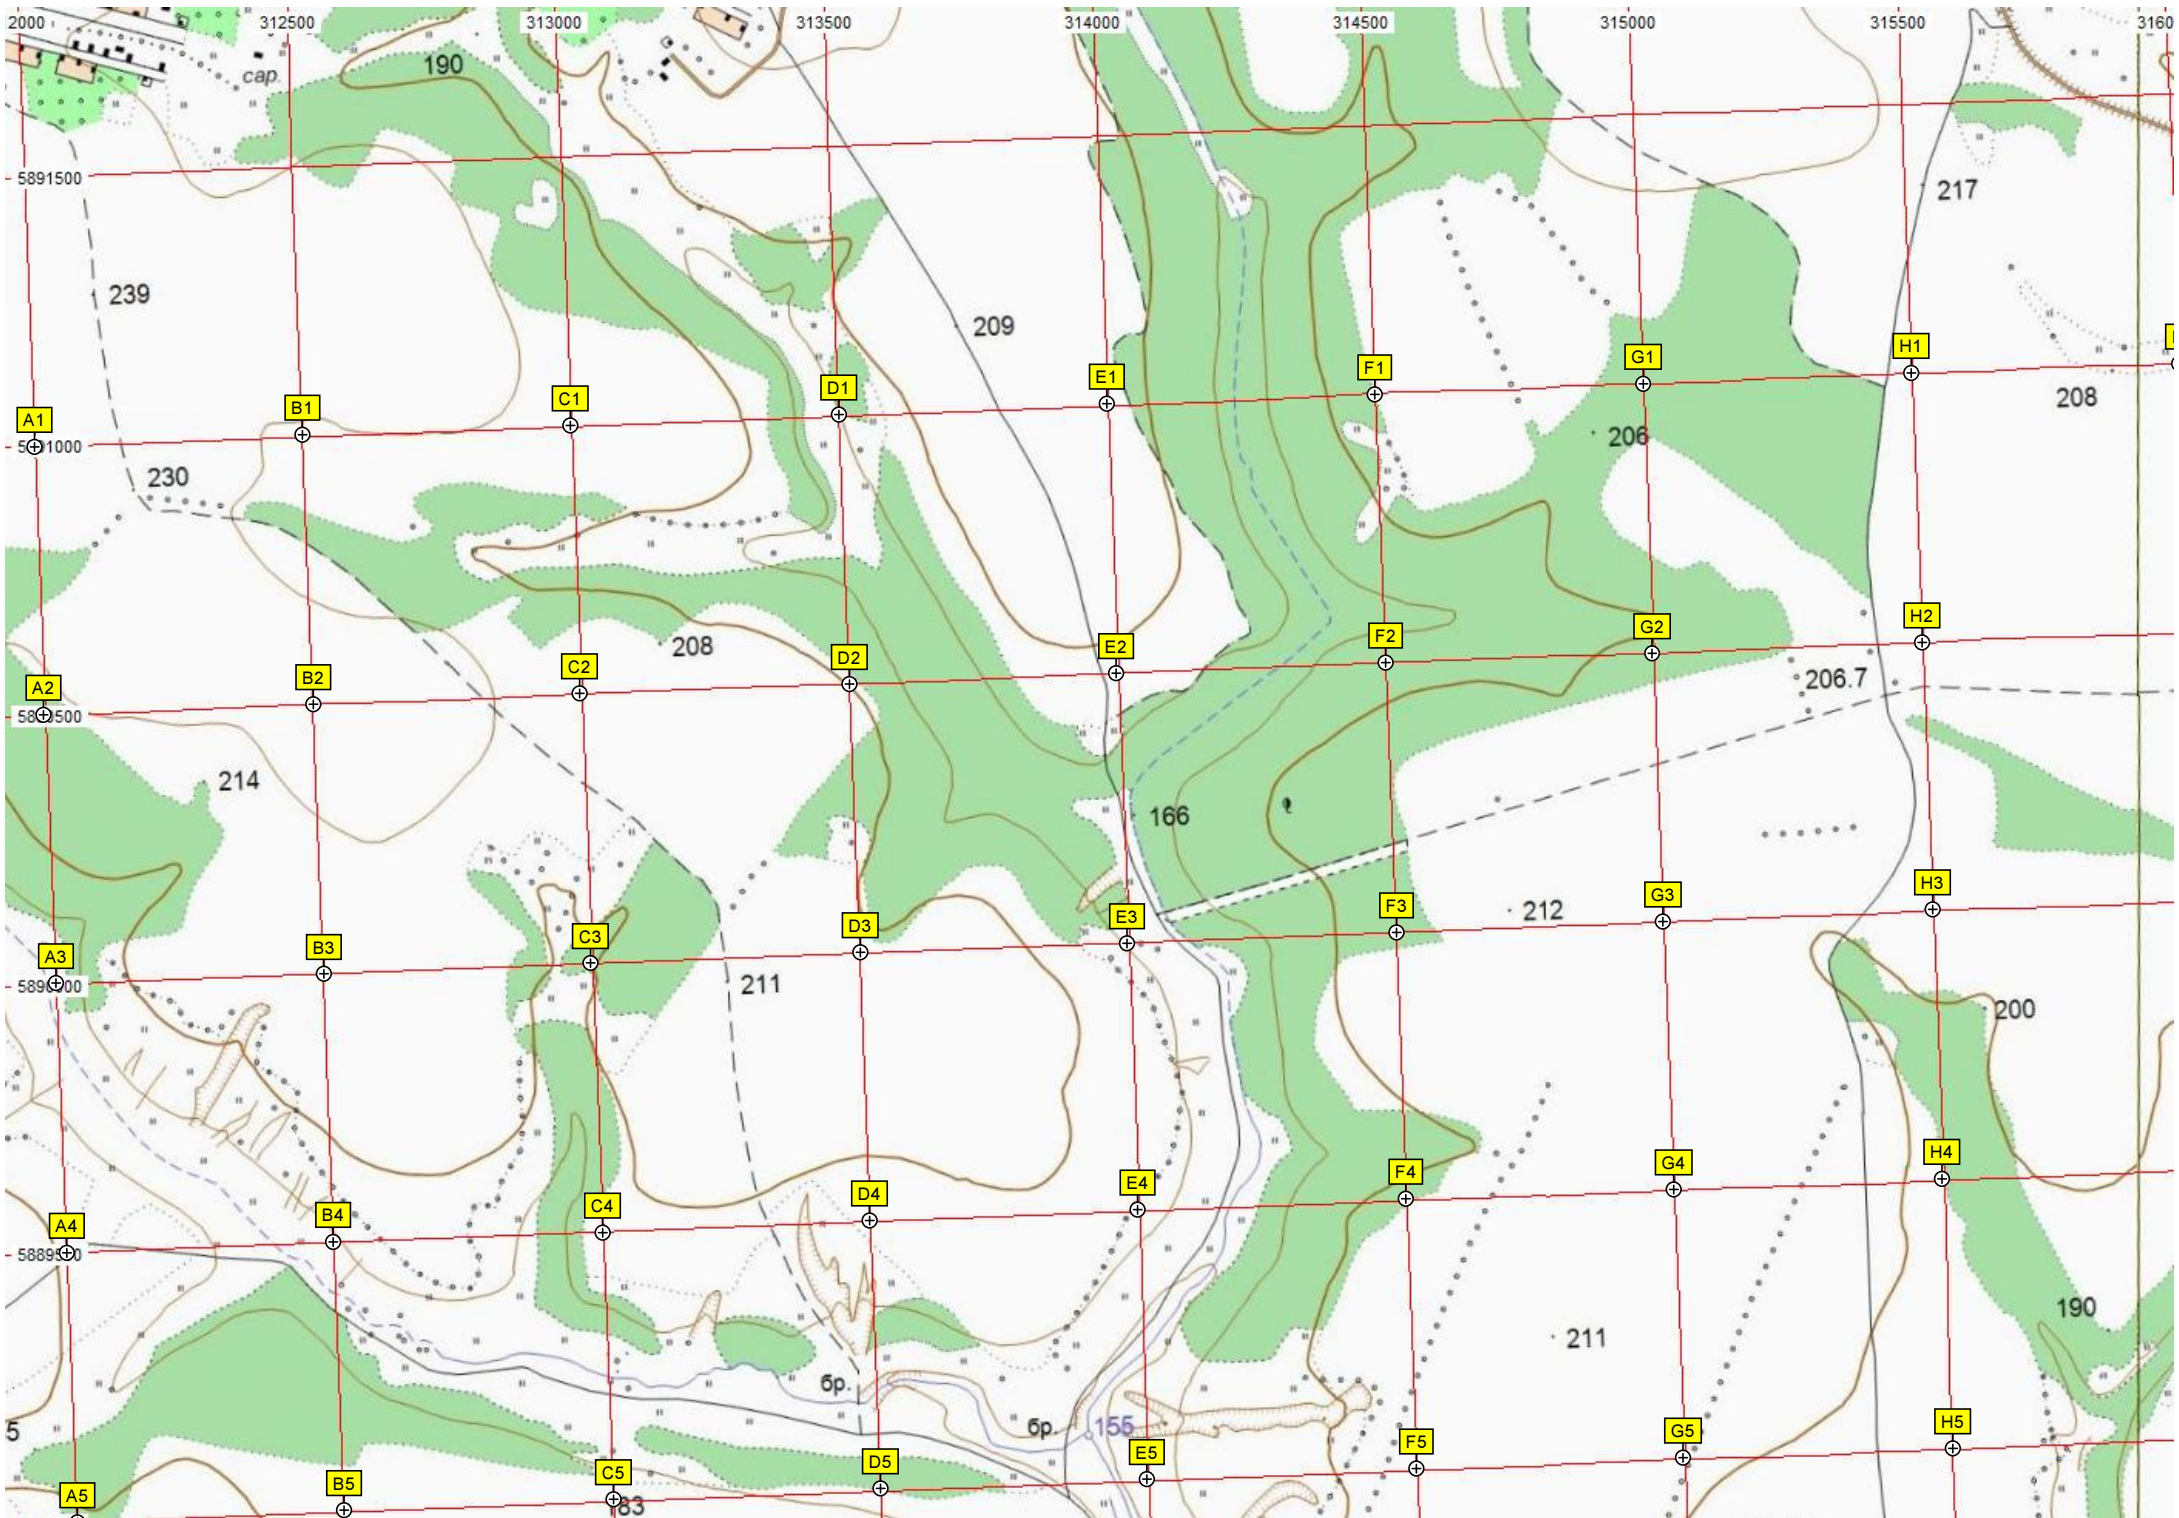 2000 312500 313000 313500 314000 314500 315000 315500 3160
сар. 190
5891500 217
239 209
A1 B1 C1 D1 E1 F1 G1 H1
208
206
230
208
A2 B2 C2 D2 E2 F2 G2 H2
206.7
214
166
212
A3 B3 C3 D3 E3 F3 G3 H3
211
200
A4 B4 C4 D4 E4 F4 G4 H4
190
211
бр.
бр. 155
5
A5 B5 C5 D5 E5 F5 G5 H5
83